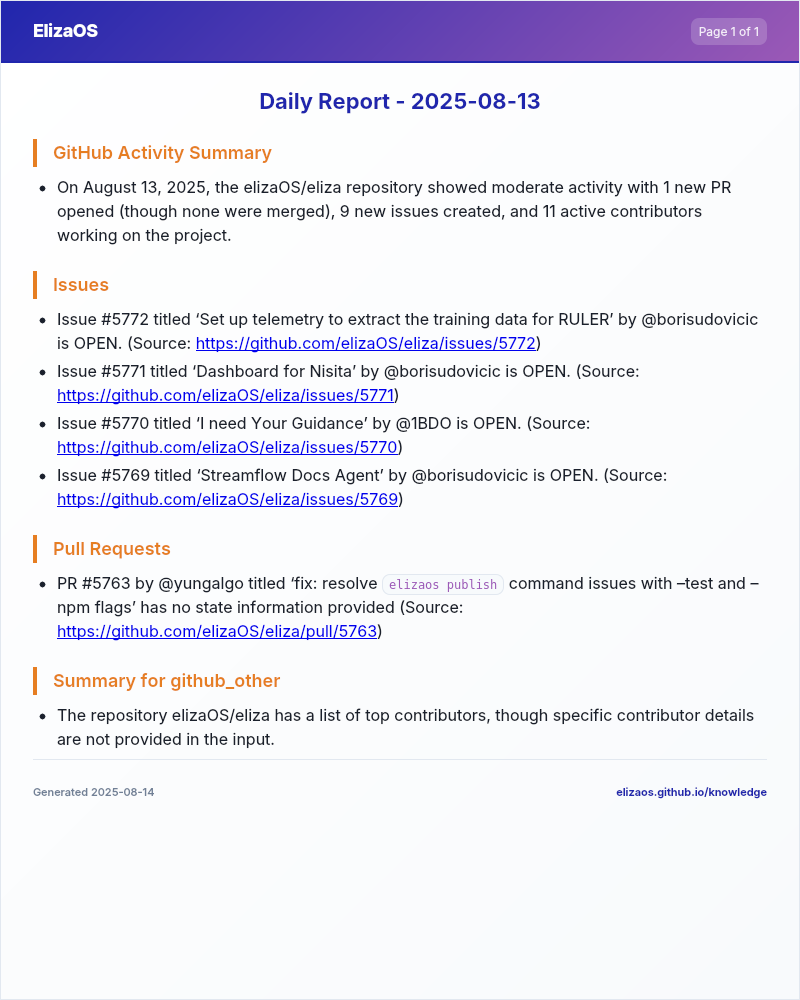 ElizaOS
Page 1 of 1
Daily Report - 2025-08-13
GitHub Activity Summary
• On August 13, 2025, the elizaOS/eliza repository showed moderate activity with 1 new PR
opened (though none were merged), 9 new issues created, and 11 active contributors
working on the project.
Issues
• Issue #5772 titled ‘Set up telemetry to extract the training data for RULER’ by @borisudovicic
is OPEN. (Source: https://github.com/elizaOS/eliza/issues/5772)
• Issue #5771 titled ‘Dashboard for Nisita’ by @borisudovicic is OPEN. (Source:
https://github.com/elizaOS/eliza/issues/5771)
• Issue #5770 titled ‘I need Your Guidance’ by @1BDO is OPEN. (Source:
https://github.com/elizaOS/eliza/issues/5770)
• Issue #5769 titled ‘Streamflow Docs Agent’ by @borisudovicic is OPEN. (Source:
https://github.com/elizaOS/eliza/issues/5769)
Pull Requests
• PR #5763 by @yungalgo titled ‘fix: resolve elizaos publish command issues with –test and –
npm flags’ has no state information provided (Source:
https://github.com/elizaOS/eliza/pull/5763)
Summary for github_other
• The repository elizaOS/eliza has a list of top contributors, though specific contributor details
are not provided in the input.
Generated 2025-08-14
elizaos.github.io/knowledge